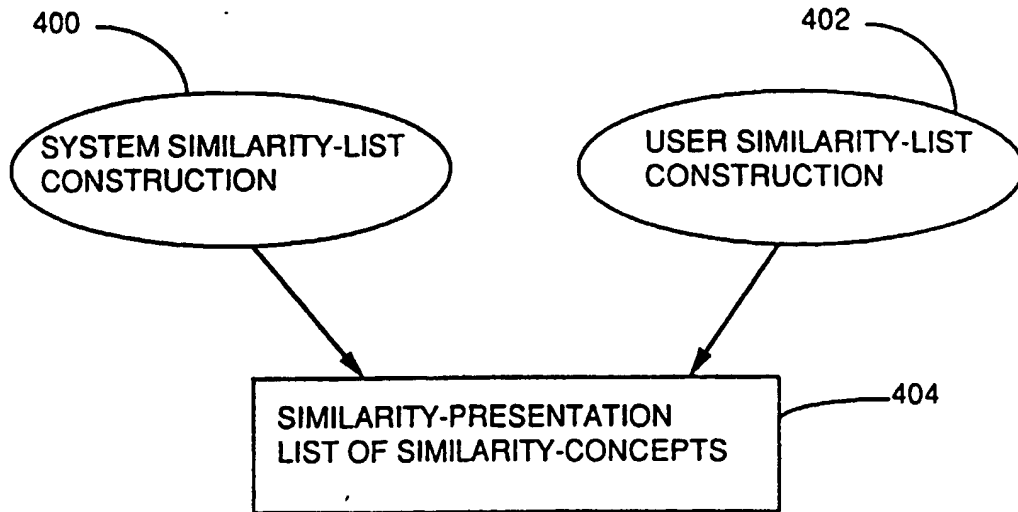 400
402
SYSTEM SIMILARITY-LIST
CONSTRUCTION
USER SIMILARITY-LIST
CONSTRUCTION
SIMILARITY-PRESENTATION
LIST OF SIMILARITY-CONCEPTS
404